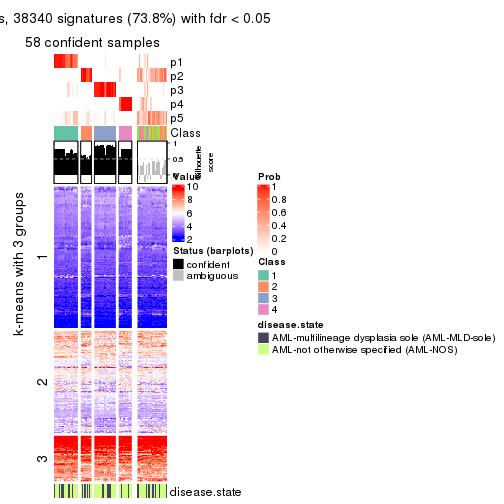 s, 38340 signatures (73.8%) with fdr < 0.05
58 confident samples
p1
p2
p3
p4
p5
Class
1
0.5
silhouette
score
k-means with 3 groups
1
2
3
Value
10
8
6
4
2
Status (barplots)
confident
ambiguous
Prob
1
0.8
0.6
0.4
0.2
0
Class
1
2
3
4
disease.state
AML-multilineage dysplasia sole (AML-MLD-sole)
AML-not otherwise specified (AML-NOS)
disease.state